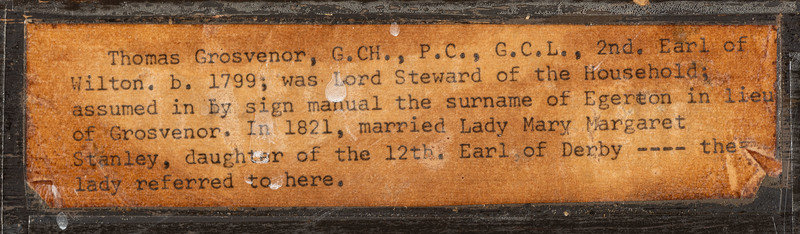 Thomas Grosvenor, G.CH., P.C., G.C.L., 2nd. Earl of
Wilton. b. 1799; was Lord Steward of the Household;
assumed in by sign manual the surname of Egerton in lieu
of Grosvenor. In 1821, married Lady Mary Margaret
Stanley, daughter of the 12th. Earl of Derby ---- the
lady referred to here.